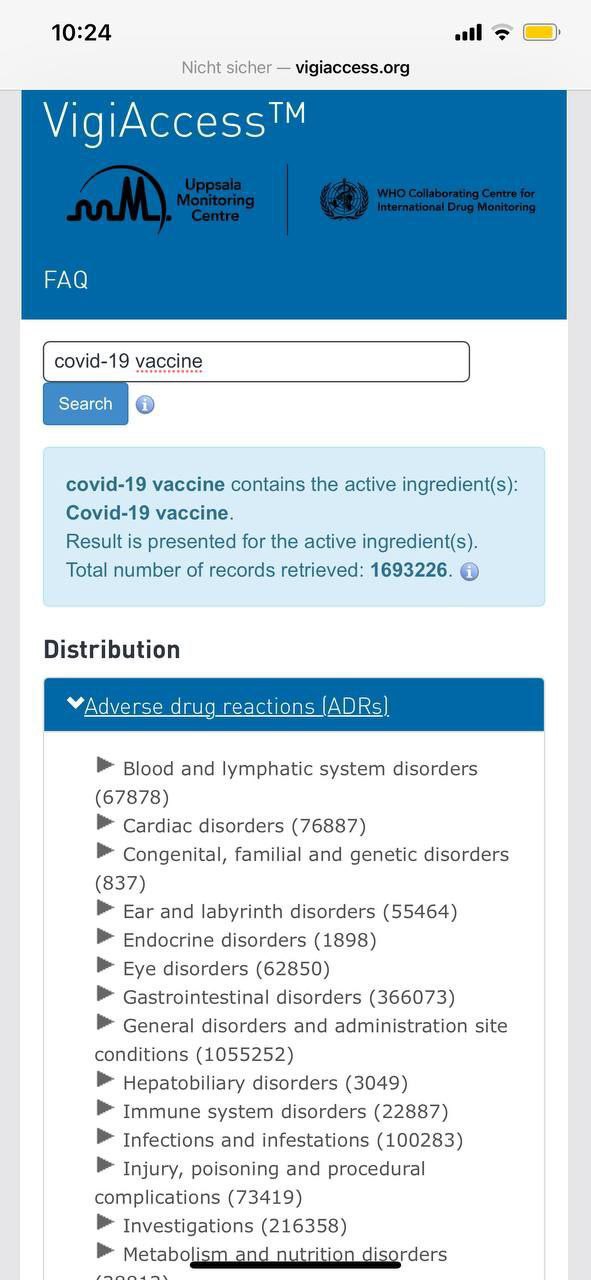 10:24
Nicht sicher — vigiaccess.org
VigiAccess™
Uppsala
Monitoring
Centre
WHO Collaborating Centre for
International Drug Monitoring
FAQ
covid-19 vaccine
Search
covid-19 vaccine contains the active ingredient(s):
Covid-19 vaccine.
Result is presented for the active ingredient(s).
Total number of records retrieved: 1693226.
Distribution
Adverse drug reactions (ADRs)
Blood and lymphatic system disorders
(67878)
Cardiac disorders (76887)
Congenital, familial and genetic disorders
(837)
Ear and labyrinth disorders (55464)
Endocrine disorders (1898)
Eye disorders (62850)
Gastrointestinal disorders (366073)
General disorders and administration site
conditions (1055252)
Hepatobiliary disorders (3049)
Immune system disorders (22887)
Infections and infestations (100283)
Injury, poisoning and procedural
complications (73419)
Investigations (216358)
Metabolism and nutrition disorders